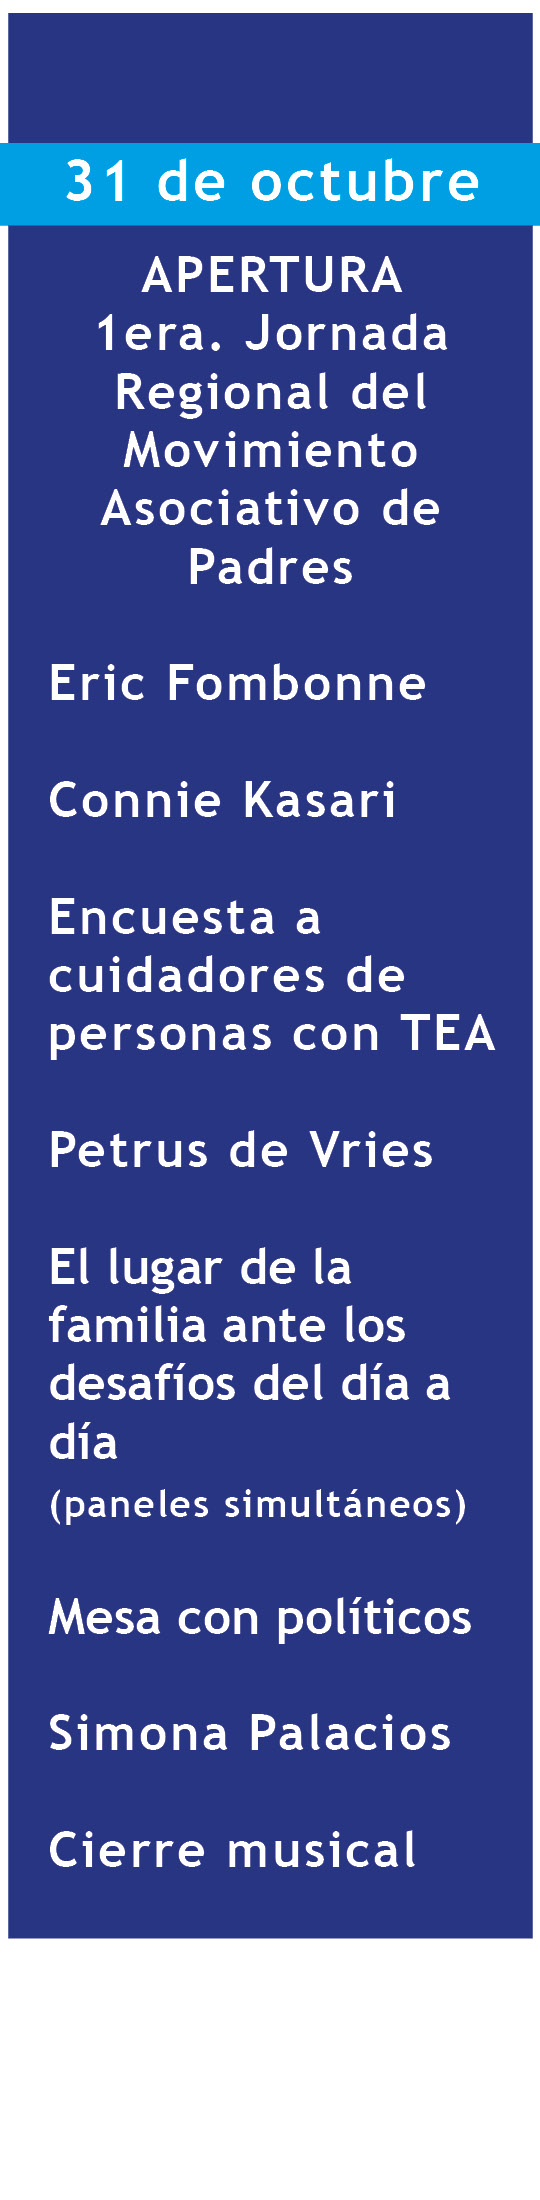 31 de octubre
APERTURA
1era. Jornada
Regional del
Movimiento
Asociativo de
Padres
Eric Fombonne
Connie Kasari
Encuesta a
cuidadores de
personas con TEA
Petrus de Vries
El lugar de la
familia ante los
desafíos del día a
día
(paneles simultáneos)
Mesa con políticos
Simona Palacios
Cierre musical